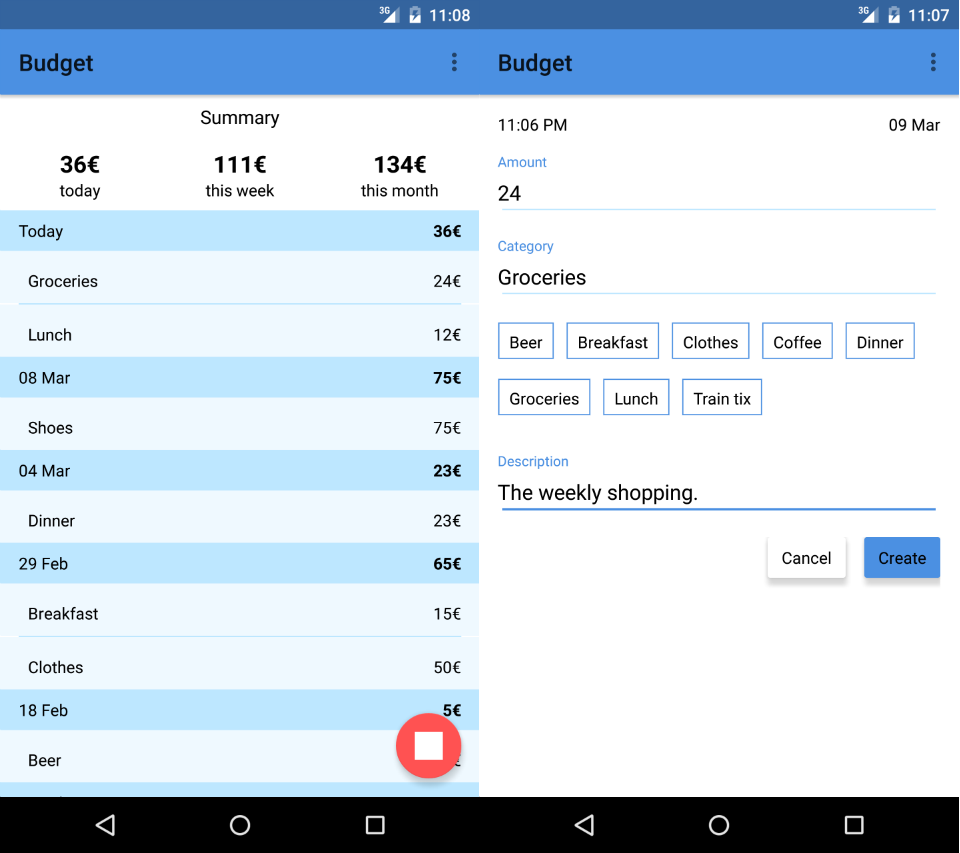 3G 11:08
Budget
Summary
36€ 111€ 134€
today this week this month
Today 36€
Groceries 24€
Lunch 12€
08 Mar 75€
Shoes 75€
04 Mar 23€
Dinner 23€
29 Feb 65€
Breakfast 15€
Clothes 50€
18 Feb 5€
Beer
3G 11:07
Budget
11:06 PM 09 Mar
Amount
24
Category
Groceries
Beer Breakfast Clothes Coffee Dinner
Groceries Lunch Train tix
Description
The weekly shopping.
Cancel Create